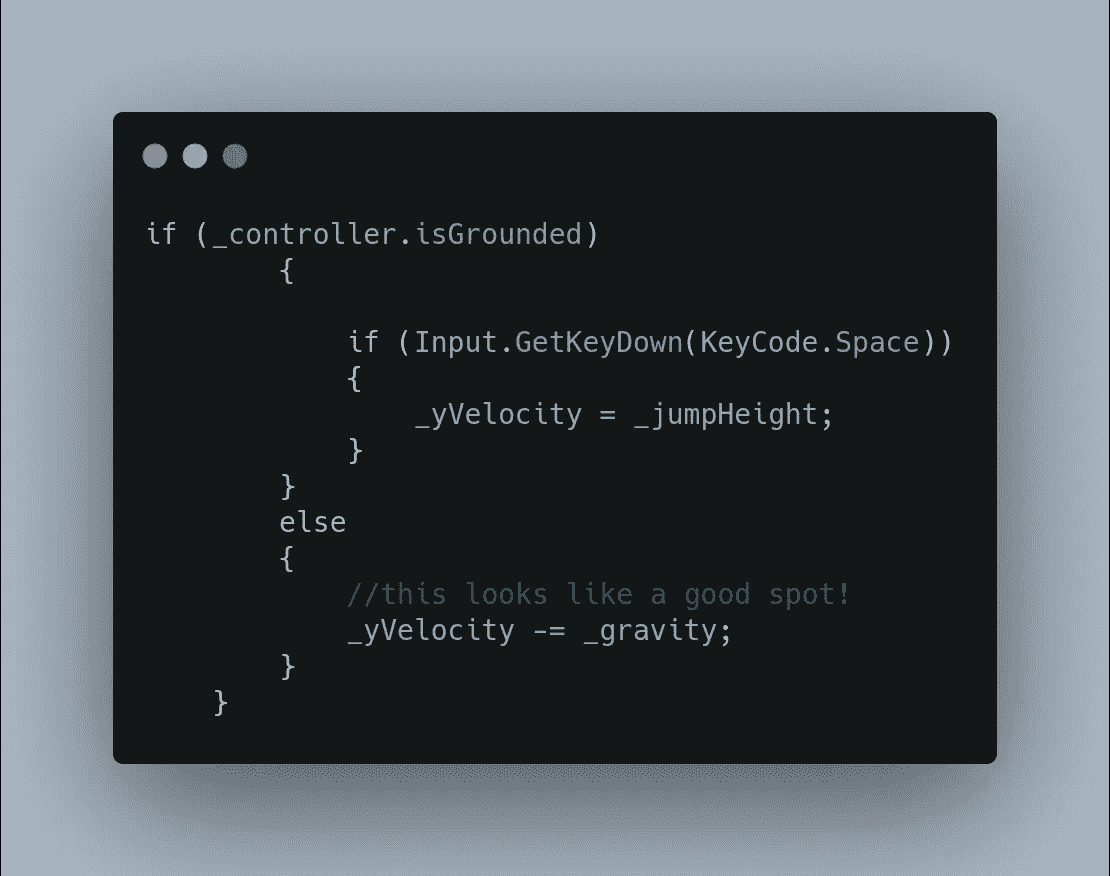 if (_controller.isGrounded)
        {

            if (Input.GetKeyDown(KeyCode.Space))
            {
                _yVelocity = _jumpHeight;
            }
        }
        else
        {
            //this looks like a good spot!
            _yVelocity -= _gravity;
        }
    }